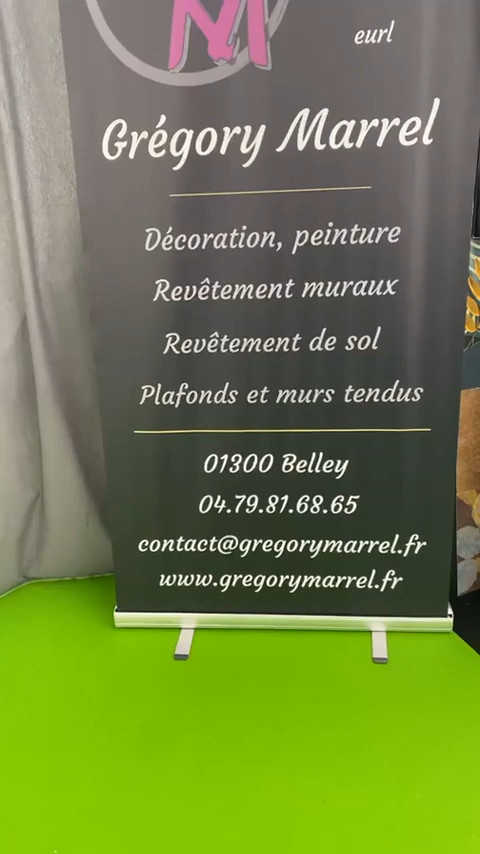 M
eurl
Grégory Marrel
Décoration, peinture
Revêtement muraux
Revêtement de sol
Plafonds et murs tendus
01300 Belley
04.79.81.68.65
contact@gregorymarrel.fr
www.gregorymarrel.fr